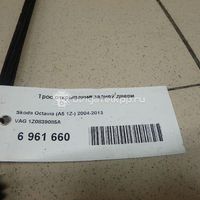 Трос открывания задней двери
Skoda Octavia (A5 1Z-) 2004-2013
VAG 1Z0839085A
6 961 660